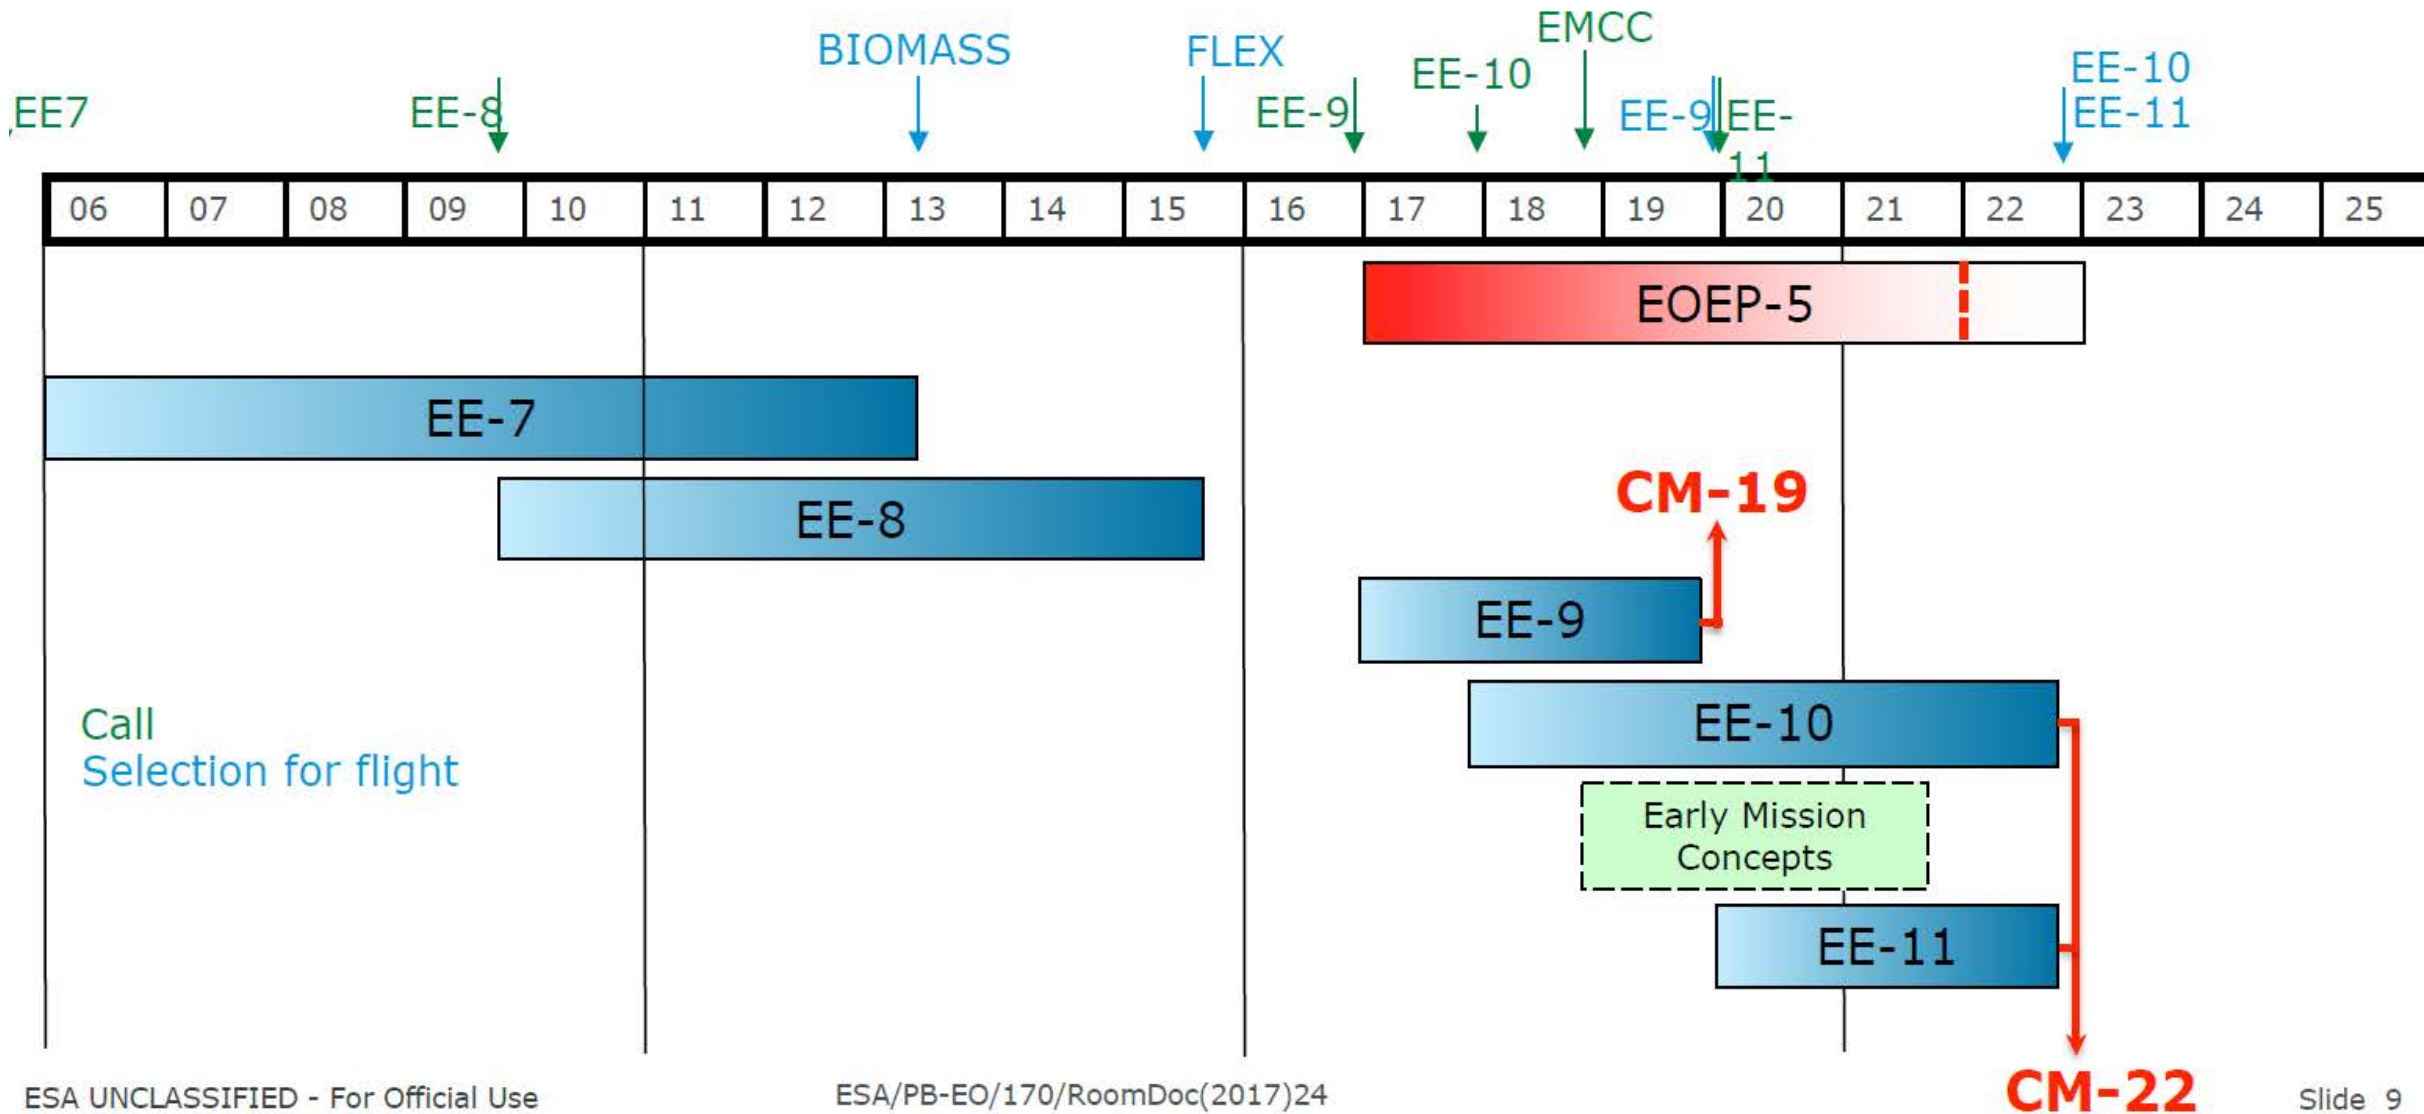 EMCC
BIOMASS
FLEX
EE-10
EE-10
EE7
EE-8
EE-9
EE-9
EE-
11
EE-11
06 07 08 09 10 11 12 13 14 15 16 17 18 19 20 21 22 23 24 25
EOEP-5
EE-7
EE-8
CM-19
EE-9
EE-10
Call
Selection for flight
Early Mission
Concepts
EE-11
CM-22
ESA UNCLASSIFIED - For Official Use
ESA/PB-EO/170/RoomDoc(2017)24
Slide 9